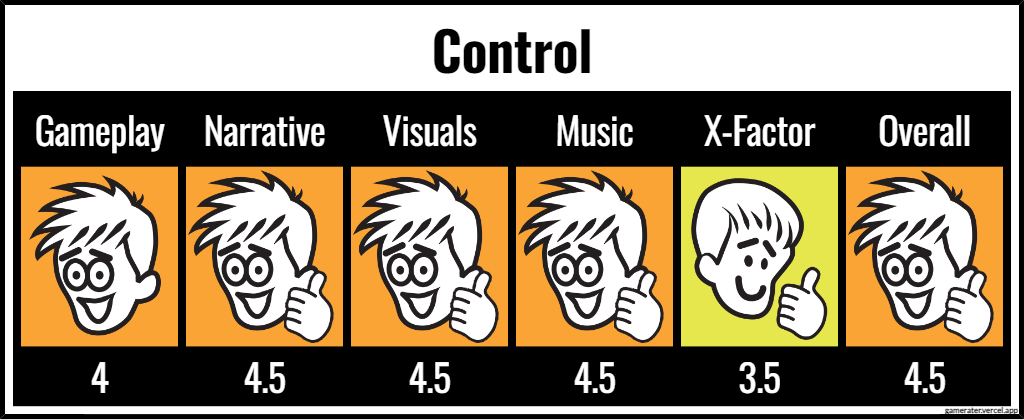 Control
Gameplay Narrative Visuals Music X-Factor Overall
4 4.5 4.5 4.5 3.5 4.5
gamerater.vercel.app